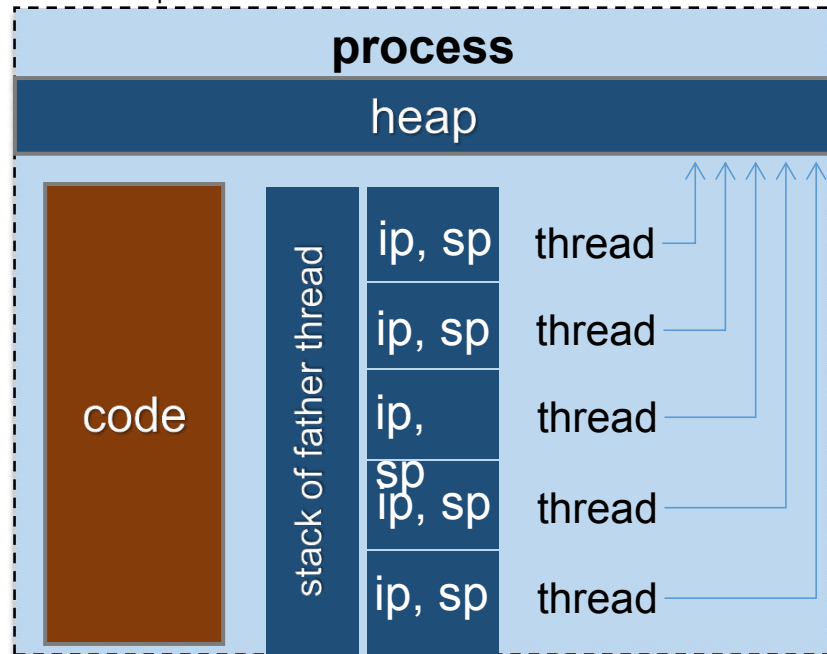 process
heap
code
stack of father thread
ip, sp
thread
ip, sp
thread
ip,
sp
thread
ip, sp
thread
ip, sp
thread